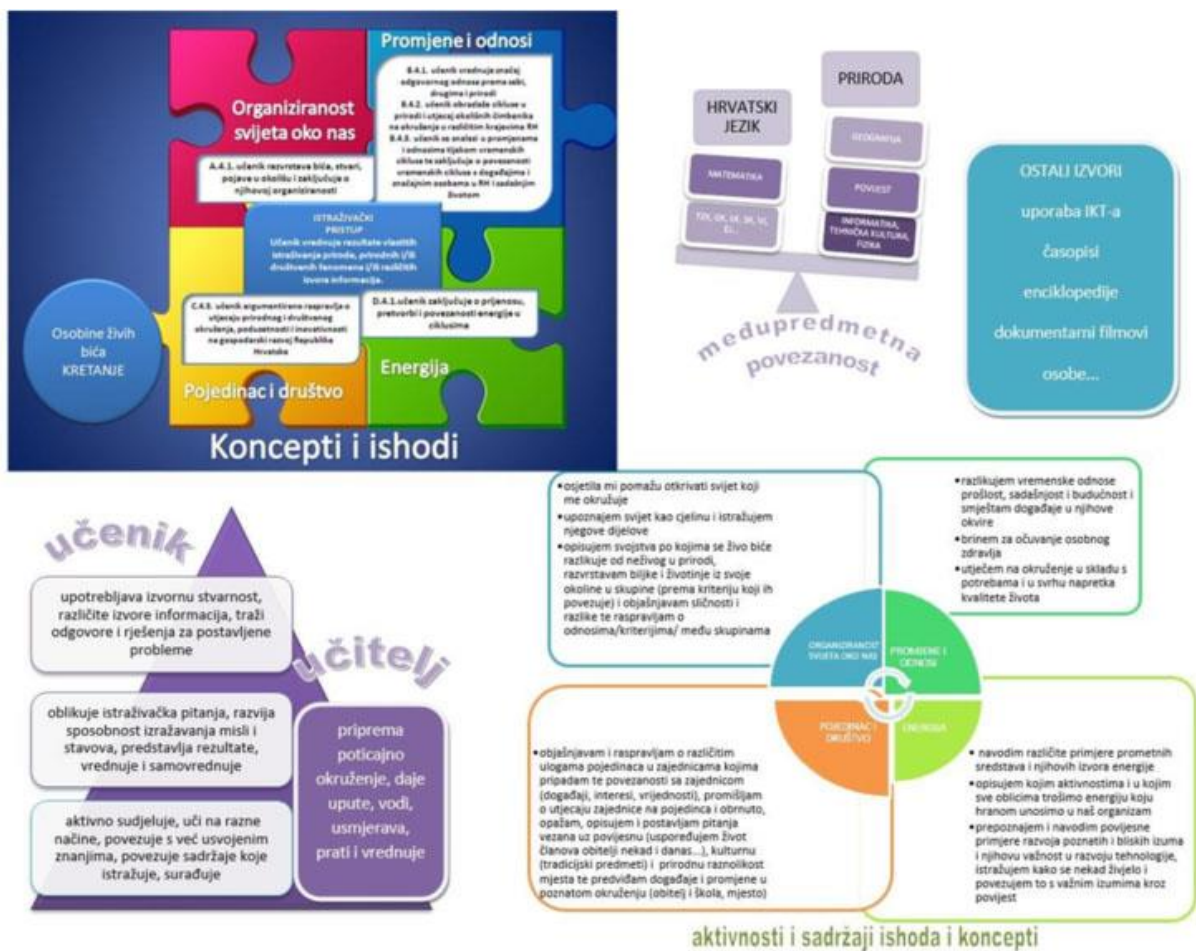 Promjene i odnosi
B.4.1. učenik vrednuje značaj
odgovornog odnosa prema sebi,
drugima i prirodi
B.4.2. učenik obrazlaže cikluse u
prirodi i utjecaj okolišnih čimbenika
na okruženje u različitim krajevima RH
B.4.3. učenik se snalazi u promjenama
i odnosima tijekom vremenskih
ciklusa te zaključuje o povezanosti
vremenskih ciklusa s događajima i
značajnim osobama u RH i sadašnjim
životom
Organiziranost
svijeta oko nas
A.4.1. učenik razvrstava bića, stvari,
pojave u okolišu i zaključuje o
njihovoj organiziranosti
ISTRAŽIVAČKI
PRISTUP
Učenik vrednuje rezultate vlastitih
istraživanja prirode, prirodnih i/ili
društvenih fenomena i/ili različitih
izvora informacija.
učenik argumentirano raspravlja o
utjecaju prirodnog i društvenog
okruženja, poduzetnosti i inovativnosti
na gospodarski razvoj Republike
Hrvatske
D.4.1.učenik zaključuje o prijenosu,
pretvorbi i povezanosti energije u
ciklusima
Osobine živih
bića
KRETANJE
Pojedinac i društvo
Energija
Koncepti i ishodi
HRVATSKI
JEZIK
MATEMATIKA
PRIRODA
GEOGRAFIJA
POVIJEST
INFORMATIKA,
TEHNIČKA KULTURA,
FIZIKA
međupredmetna
povezanost
OSTALI IZVORI
uporaba IKT-a
časopisi
enciklopedije
dokumentarni filmovi
osobe...
učenik
upotrebljava izvornu stvarnost,
različite izvore informacija, traži
odgovore i rješenja za postavljene
probleme
oblikuje istraživačka pitanja, razvija
sposobnost izražavanja misli i
stavova, predstavlja rezultate,
vrednuje i samovrednuje
aktivno sudjeluje, uči na razne
načine, povezuje s već usvojenim
znanjima, povezuje sadržaje koje
istražuje, surađuje
učitelj
priprema
poticajno
okruženje, daje
upute, vodi,
usmjerava,
prati i vrednuje
•osjetila mi pomažu otkrivati svijet koji
me okružuje
•upoznajem svijet kao cjelinu i istražujem
njegove dijelove
•opisujem svojstva po kojima se živo biće
razlikuje od neživog u prirodi,
razvrstavam biljke i životinje iz svoje
okoline u skupine (prema kriteriju koji ih
povezuje) i objašnjavam sličnosti i
razlike te raspravljam o
odnosima/kriterijima/ među skupinama
•razlikujem vremenske odnose
prošlost, sadašnjost i budućnost i
smještam događaje u njihove
okvire
•brinem za očuvanje osobnog
zdravlja
•utječem na okruženje u skladu s
potrebama i u svrhu napretka
kvalitete života
ORGANIZIRANOST
SVIJETA OKO NAS
PROMJENE I
ODNOSI
POJEDINAC I
DRUŠTVO
ENERGIJA
•objašnjavam i raspravljam o različitim
ulogama pojedinaca u zajednicama kojima
pripadam te povezanosti sa zajednicom
(događaji, interesi, vrijednosti), promišljam
o utjecaju zajednice na pojedinca i obrnuto,
opažam, opisujem i postavljam pitanja
vezana uz povijesnu (uspoređujem život
članova obitelji nekad i danas...), kulturnu
(tradicijski predmeti) i prirodnu raznolikost
mjesta te predviđam događaje i promjene u
poznatom okruženju (obitelj i škola, mjesto)
• navodim različite primjere prometnih
sredstava i njihovih izvora energije
•opisujem kojim aktivnostima i u kojim
sve oblicima trošimo energiju koju
hranom unosimo u naš organizam
•prepoznajem i navodim povijesne
primjere razvoja poznatih i bliskih izuma
i njihovu važnost u razvoju tehnologije,
istražujem kako se nekad živjelo i
povezujem to s važnim izumima kroz
povijest
aktivnosti i sadržaji ishoda i koncepti